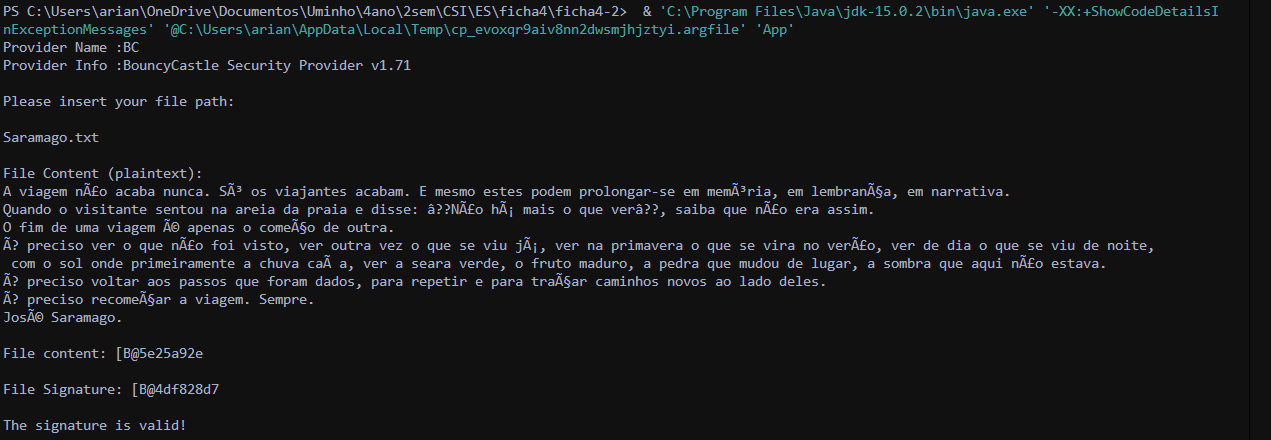 PS C:\Users\arian\OneDrive\Documentos\Uminho\4ano\2sem\CSI\ES\ficha4\ficha4-2>  & 'C:\Program Files\Java\jdk-15.0.2\bin\java.exe' '-XX:+ShowCodeDetailsI
nExceptionMessages' '@C:\Users\arian\AppData\Local\Temp\cp_evoxqr9aiv8nn2dwsmjhjztyi.argfile' 'App'
Provider Name :BC
Provider Info :BouncyCastle Security Provider v1.71
Please insert your file path:
Saramago.txt
File Content (plaintext):
A viagem nÃ£o acaba nunca. SÃ³ os viajantes acabam. E mesmo estes podem prolongar-se em memÃ³ria, em lembranÃ§a, em narrativa.
Quando o visitante sentou na areia da praia e disse: â??NÃ£o hÃ¡ mais o que verâ??, saiba que nÃ£o era assim.
O fim de uma viagem Ã© apenas o comeÃ§o de outra.
Ã? preciso ver o que nÃ£o foi visto, ver outra vez o que se viu jÃ¡, ver na primavera o que se vira no verÃ£o, ver de dia o que se viu de noite,
 com o sol onde primeiramente a chuva caÃ a, ver a seara verde, o fruto maduro, a pedra que mudou de lugar, a sombra que aqui nÃ£o estava.
Ã? preciso voltar aos passos que foram dados, para repetir e para traÃ§ar caminhos novos ao lado deles.
Ã? preciso recomeÃ§ar a viagem. Sempre.
JosÃ© Saramago.
File content: [B@5e25a92e
File Signature: [B@4df828d7
The signature is valid!